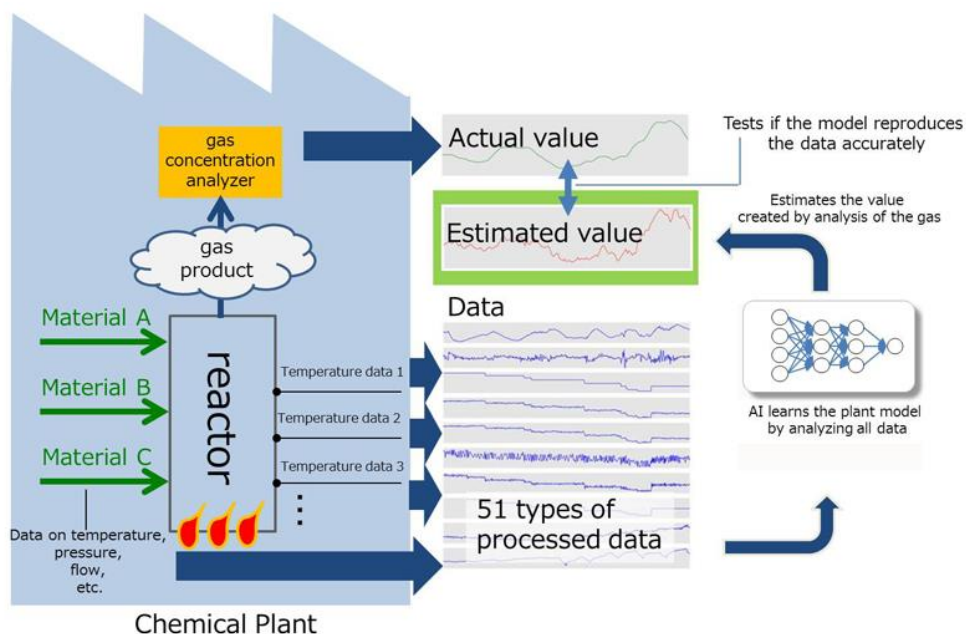 gas
concentration
analyzer
gas
product
Material A
Material B
Material C
reactor
Data on temperature,
pressure,
flow,
etc.
Temperature data 1
Temperature data 2
Temperature data 3
Chemical Plant
Actual value
Estimated value
Data
51 types of
processed data
Tests if the model reproduces
the data accurately
Estimates the value
created by analysis of the gas
AI learns the plant model
by analyzing all data